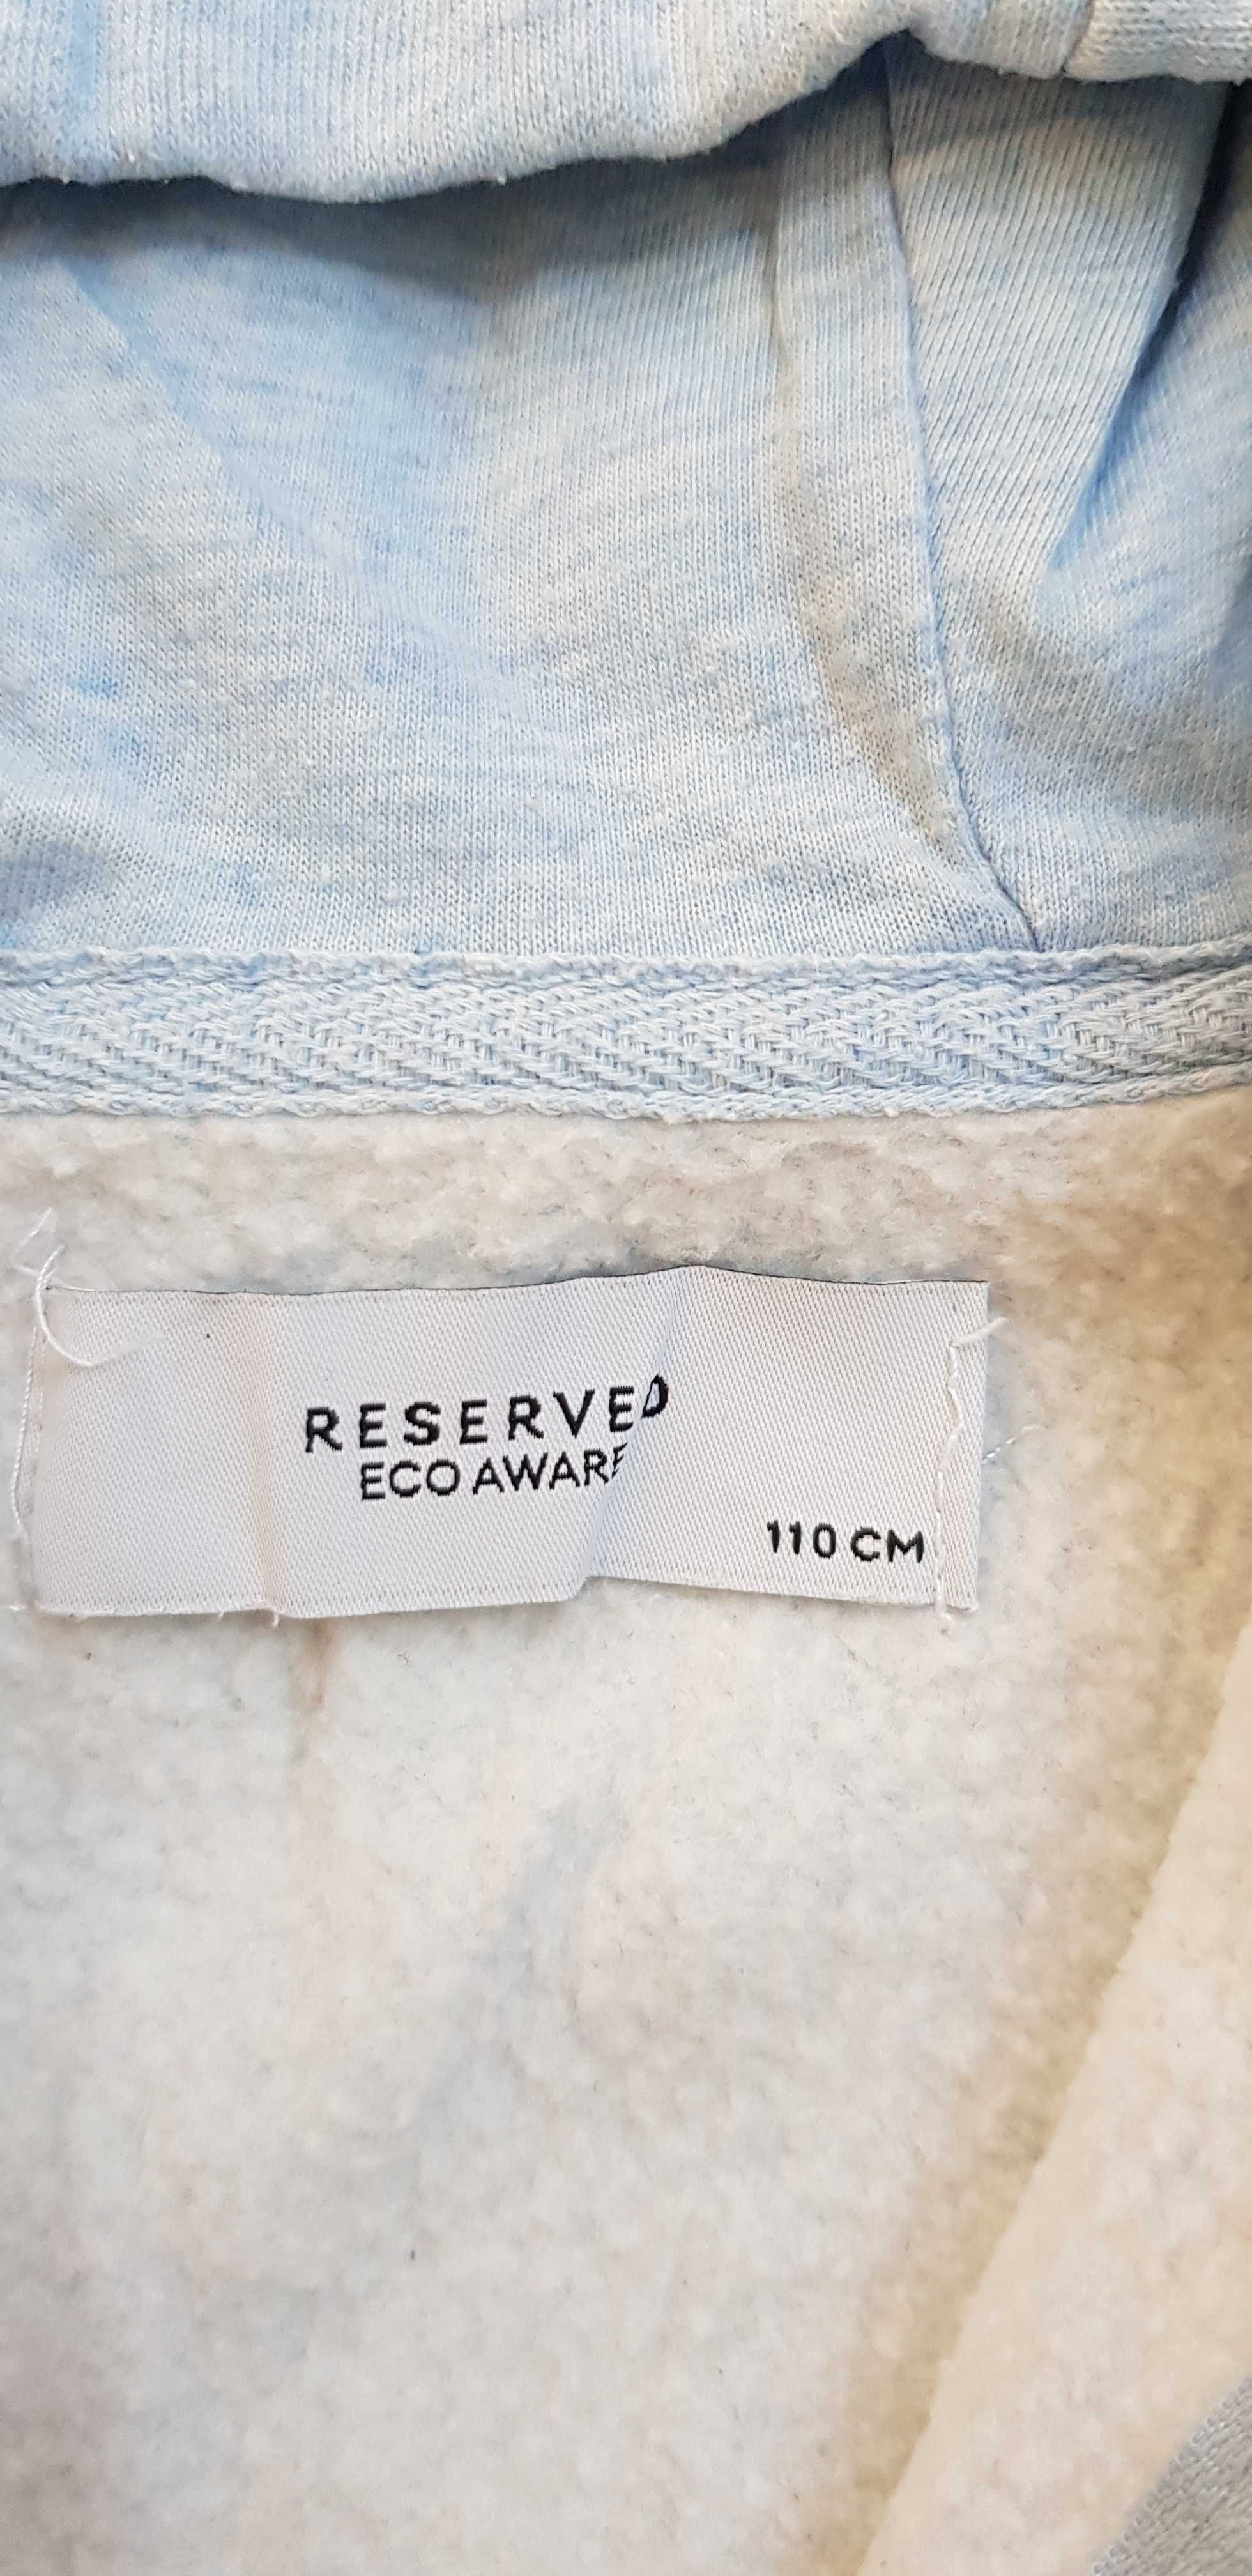 RESERVED
ECO AWARE
110 CM